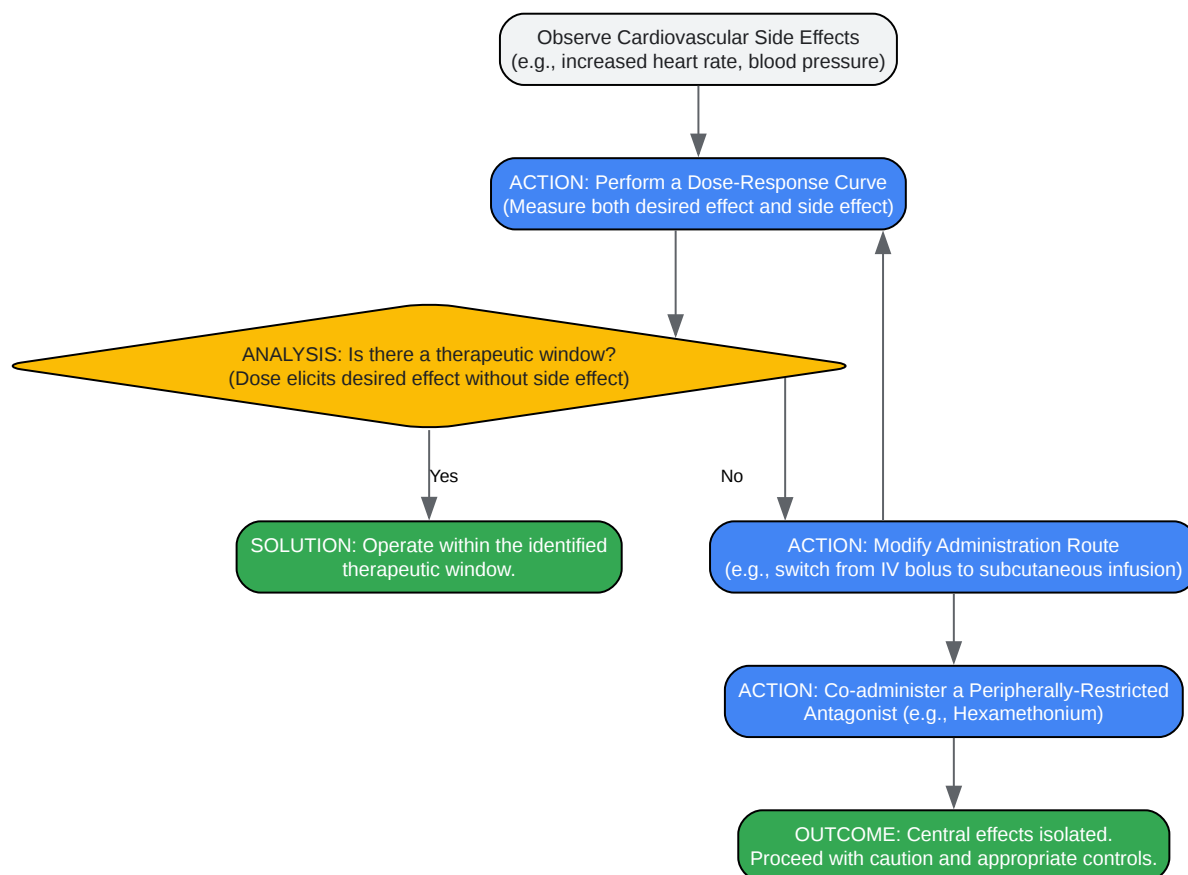 Observe Cardiovascular Side Effects
(e.g., increased heart rate, blood pressure)
ACTION: Perform a Dose-Response Curve
(Measure both desired effect and side effect)
ANALYSIS: Is there a therapeutic window?
(Dose elicits desired effect without side effect)
Yes
No
SOLUTION: Operate within the identified
therapeutic window.
ACTION: Modify Administration Route
(e.g., switch from IV bolus to subcutaneous infusion)
ACTION: Co-administer a Peripherally-Restricted
Antagonist (e.g., Hexamethonium)
OUTCOME: Central effects isolated.
Proceed with caution and appropriate controls.